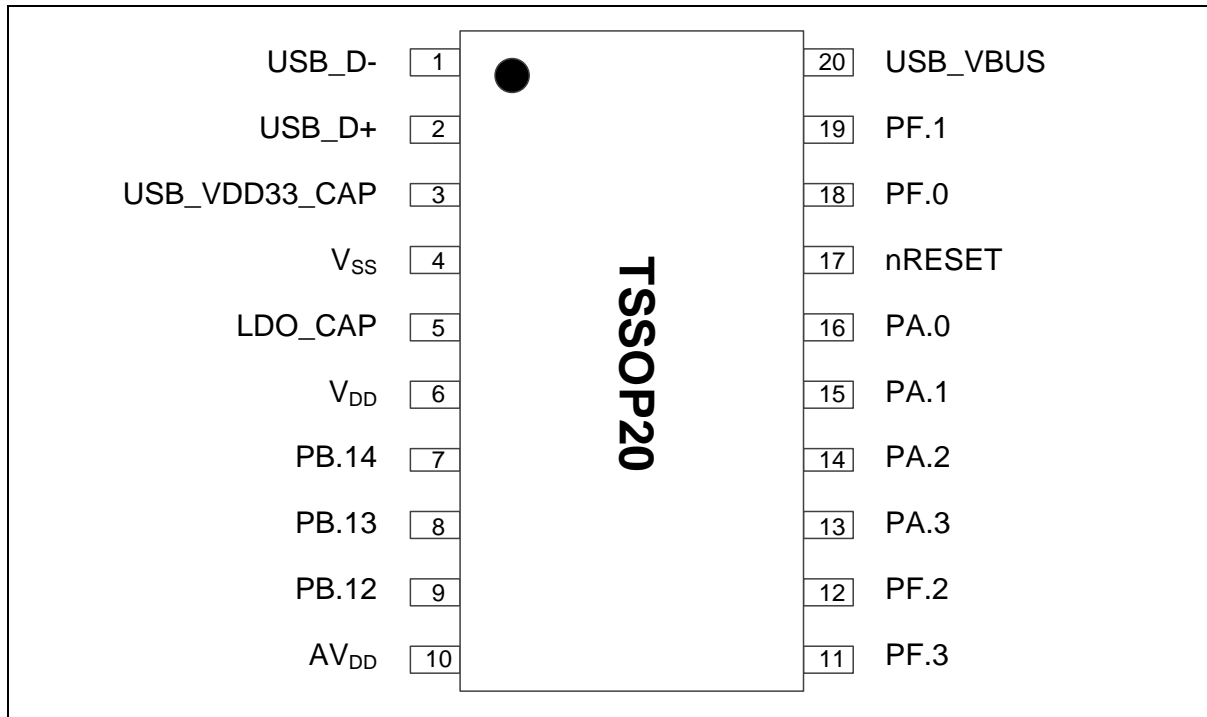 USB_D- 1
USB_D+ 2
USB_VDD33_CAP 3
VSS 4
LDO_CAP 5
VDD 6
PB.14 7
PB.13 8
PB.12 9
AVDD 10
TSSOP20
20 USB_VBUS
19 PF.1
18 PF.0
17 nRESET
16 PA.0
15 PA.1
14 PA.2
13 PA.3
12 PF.2
11 PF.3